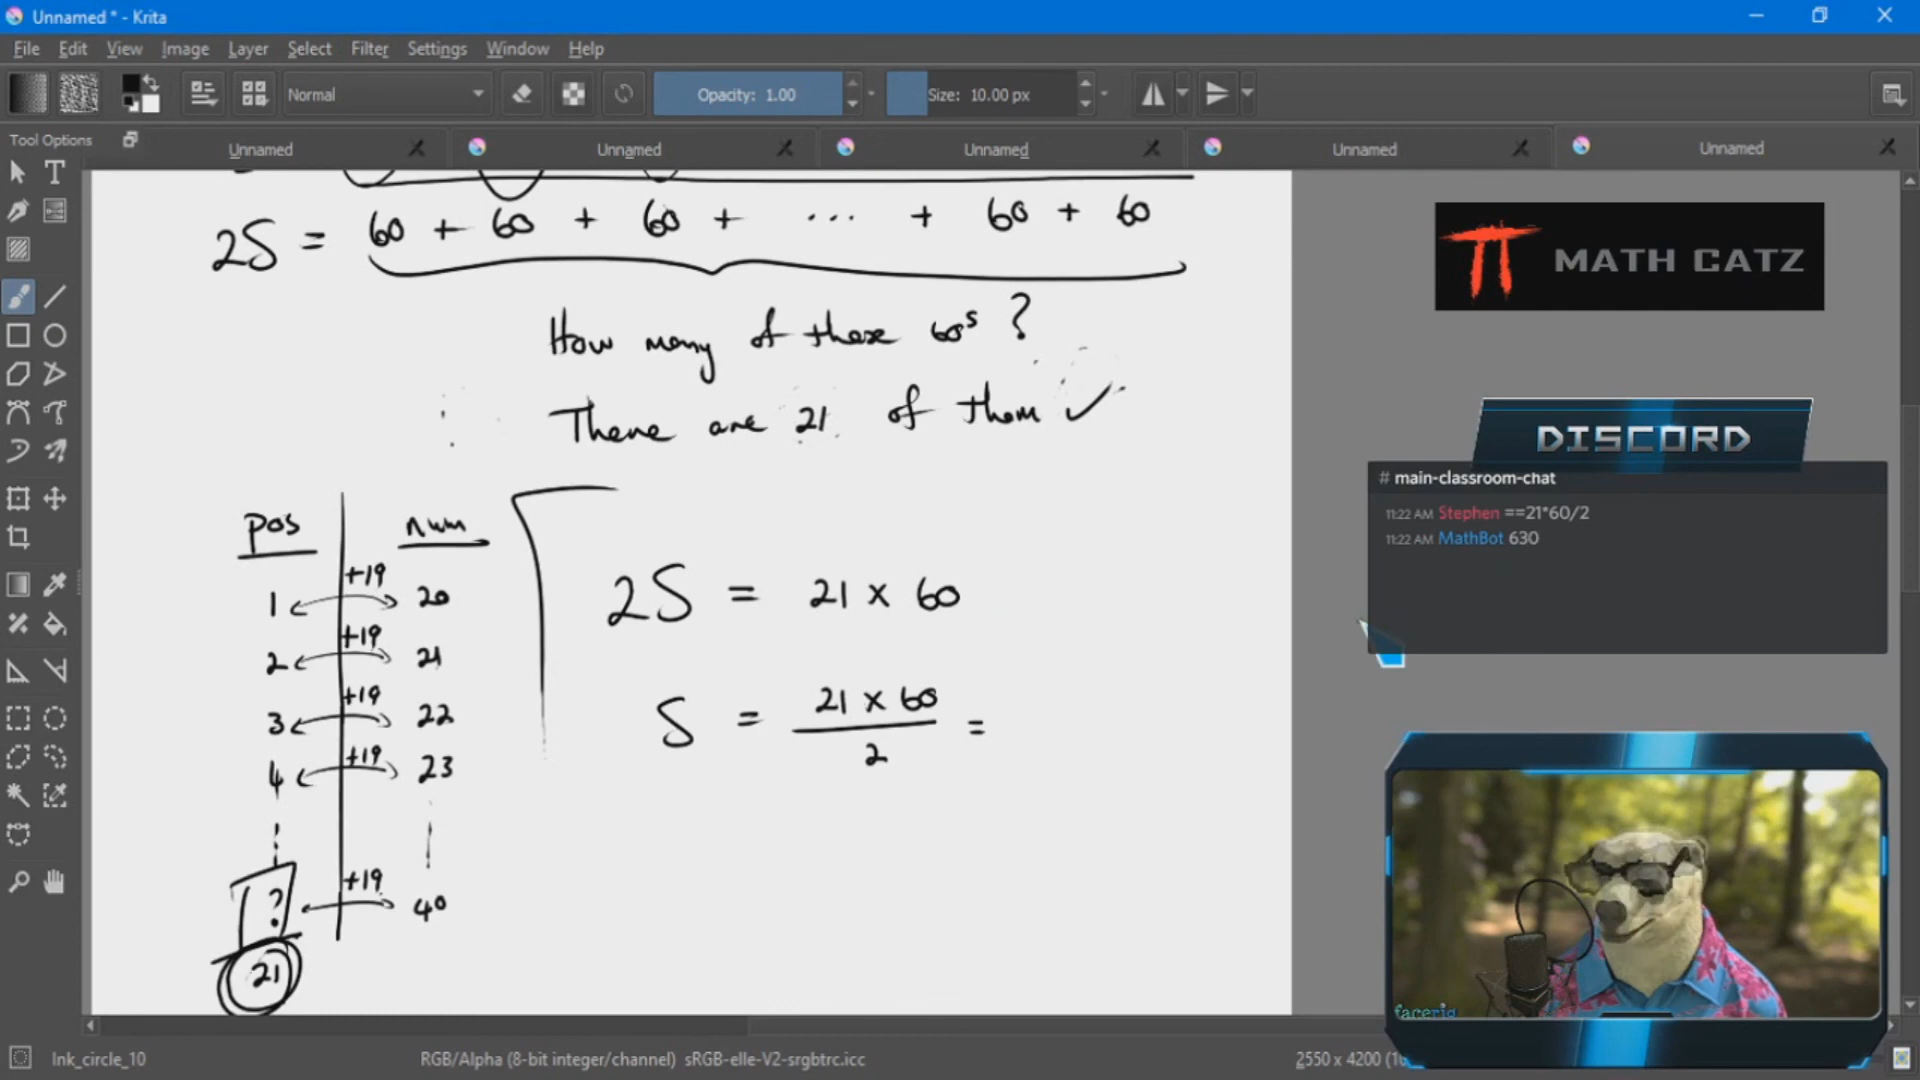 Unnamed * - Krita
File Edit View Image Layer Select Filter Settings Window Help
Normal
Opacity: 1.00
Size: 10.00 px
Tool Options
Unnamed
Unnamed
Unnamed
Unnamed
Unnamed
2S = 60 + 60 + 60 + ... + 60 + 60
How many of these 60s ?
There are 21 of them ✓
pos num
1 +19 20
2 +19 21
3 +19 22
4 +19 23
? +19 40
21
2S = 21 x 60
S = 21 x 60 / 2 =
π MATH CATZ
DISCORD
# main-classroom-chat
11:22 AM Stephen ==21*60/2
11:22 AM MathBot 630
facerig
Ink_circle_10
RGB/Alpha (8-bit integer/channel) sRGB-elle-V2-srgbtrc.icc
2550 x 4200